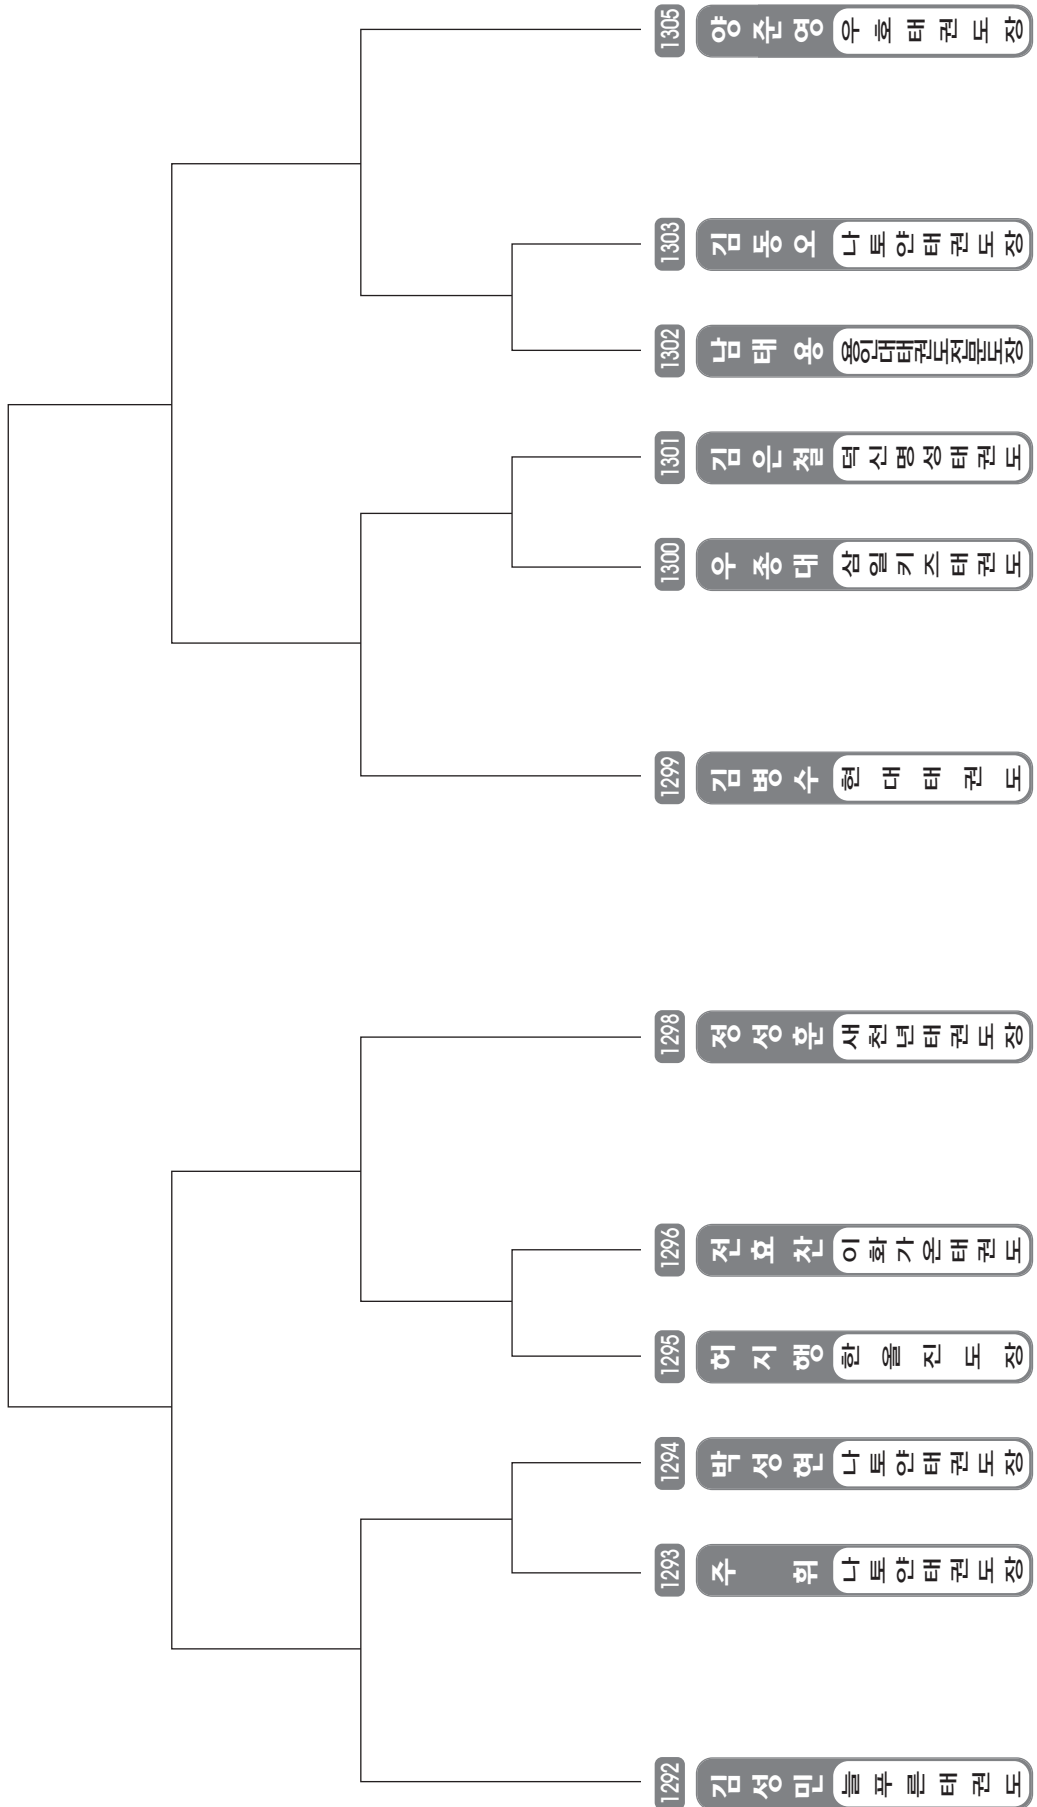 1305 양준영 우호태권도장
1303 김동오 나토얀태권도장
1302 남태용 용인대태권도전문도장
1301 김은철 덕신명성태권도
1300 우종대 삼일키즈태권도
1299 김병수 현대태권도
1298 정성훈 새천년태권도장
1296 전효찬 이화가온태권도
1295 허지행 한울진도장
1294 박성현 나토얀태권도장
1293 주휘 나토얀태권도장
1292 김성민 늘푸른태권도